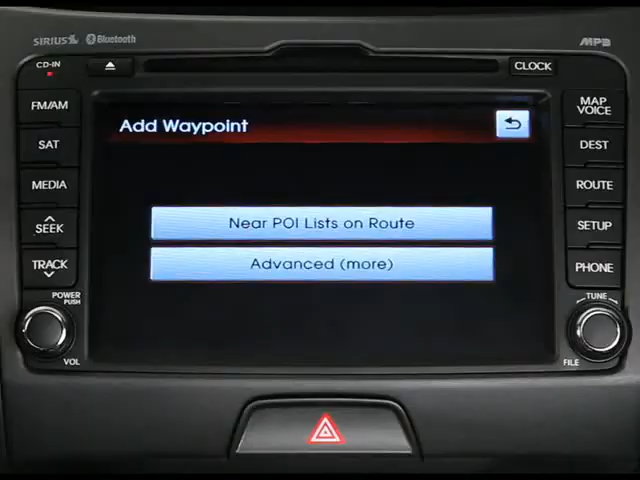 SIRIUS Bluetooth MP3
CD-IN CLOCK
FM/AM
SAT
MEDIA
SEEK
TRACK
POWER
PUSH
VOL
Add Waypoint
Near POI Lists on Route
Advanced (more)
MAP
VOICE
DEST
ROUTE
SETUP
PHONE
TUNE
FILE